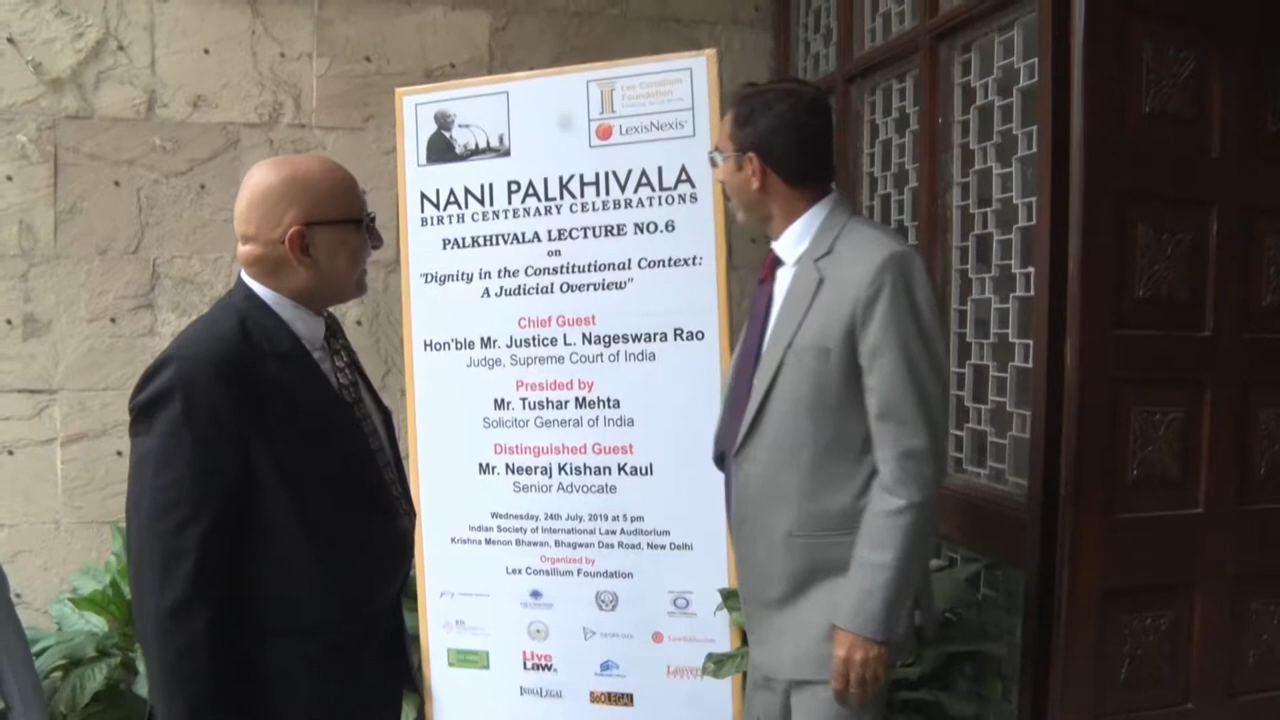 Lex Consilium
Foundation
LexisNexis
NANI PALKHIVALA
BIRTH CENTENARY CELEBRATIONS
PALKHIVALA LECTURE NO.6
on
"Dignity in the Constitutional Context:
A Judicial Overview"
Chief Guest
Hon'ble Mr. Justice L. Nageswara Rao
Judge, Supreme Court of India
Presided by
Mr. Tushar Mehta
Solicitor General of India
Distinguished Guest
Mr. Neeraj Kishan Kaul
Senior Advocate
Wednesday, 24th July, 2019 at 5 pm
Indian Society of International Law Auditorium
Krishna Menon Bhawan, Bhagwan Das Road, New Delhi
Organized by
Lex Consilium Foundation
Live
Law
INDIA LEGAL
SoOLEGAL